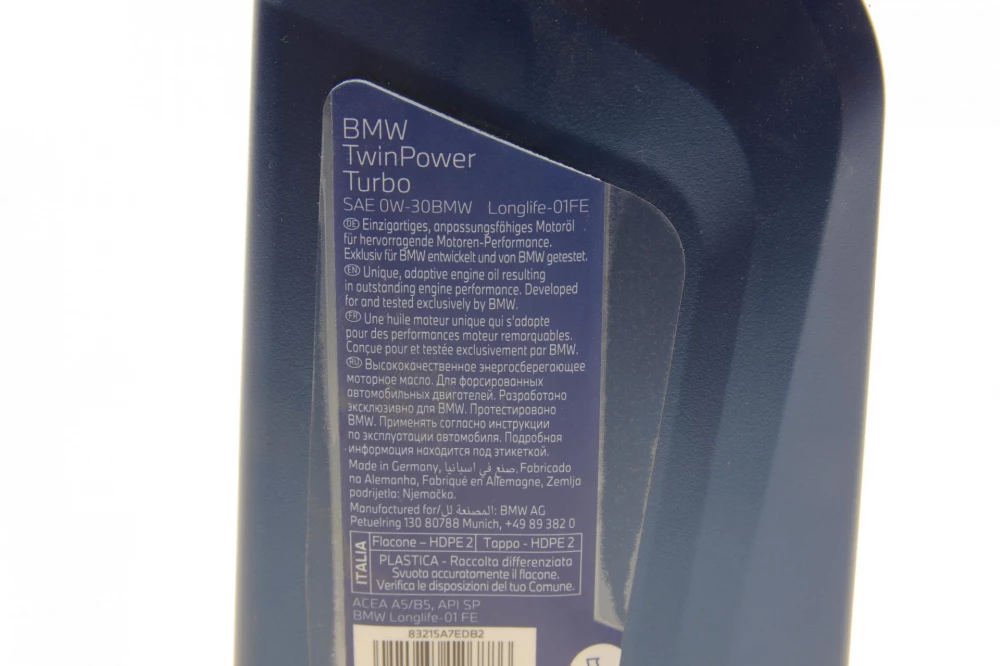 BMW
TwinPower
Turbo
SAE 0W-30BMW Longlife-01FE
DE Einzigartiges, anpassungsfähiges Motoröl
für hervorragende Motoren-Performance.
Exklusiv für BMW entwickelt und von BMW getestet.
EN Unique, adaptive engine oil resulting
in outstanding engine performance. Developed
for and tested exclusively by BMW.
FR Une huile moteur unique qui s'adapte
pour des performances moteur remarquables.
Conçue pour et testée exclusivement par BMW.
RU Высококачественное энергосберегающее
моторное масло. Для форсированных
автомобильных двигателей. Разработано
эксклюзивно для BMW. Протестировано
BMW. Применять согласно инструкции
по эксплуатации автомобиля. Подробная
информация находится под этикеткой.
Made in Germany, صنع في اسبانيا, Fabricado
na Alemanha, Fabriqué en Allemagne, Zemlja
podrijetla: Njemačka.
Manufactured for/المصنعة لل: BMW AG
Petuelring 130 80788 Munich, +49 89 382 0
ITALIA
Flacone – HDPE 2 Tappo - HDPE 2
PLASTICA - Raccolta differenziata
Svuota accuratamente il flacone.
Verifica le disposizioni del tuo Comune.
ACEA A5/B5, API SP
BMW Longlife-01 FE
83215A7EDB2